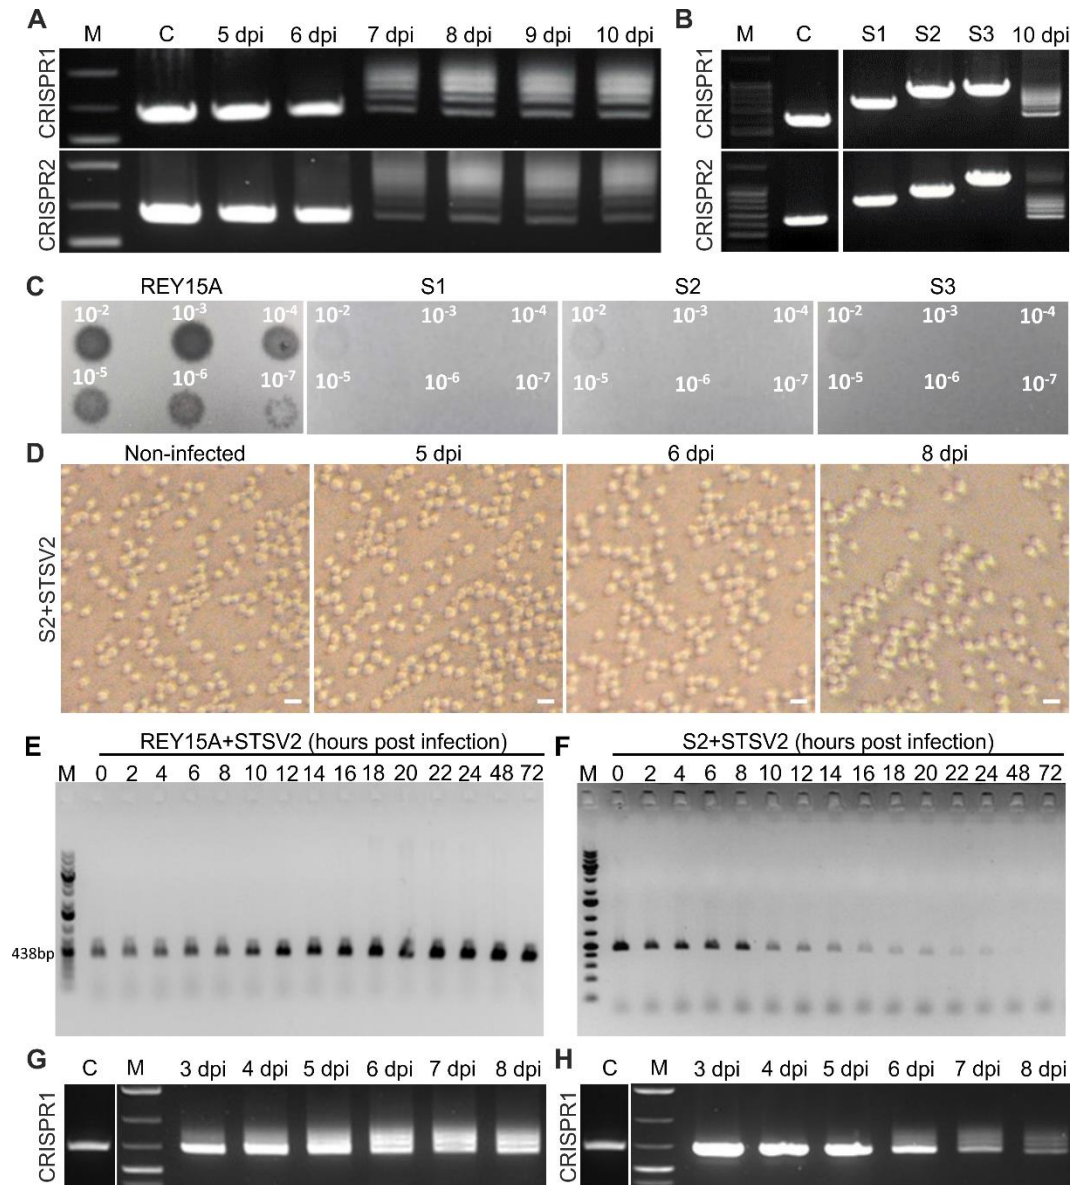 A
M C 5 dpi 6 dpi 7 dpi 8 dpi 9 dpi 10 dpi
CRISPR1
CRISPR2
B
M C S1 S2 S3 10 dpi
CRISPR1
CRISPR2
C
REY15A S1 S2 S3
10⁻² 10⁻³ 10⁻⁴ 10⁻² 10⁻³ 10⁻⁴ 10⁻² 10⁻³ 10⁻⁴ 10⁻² 10⁻³ 10⁻⁴
10⁻⁵ 10⁻⁶ 10⁻⁷ 10⁻⁵ 10⁻⁶ 10⁻⁷ 10⁻⁵ 10⁻⁶ 10⁻⁷ 10⁻⁵ 10⁻⁶ 10⁻⁷
D
Non-infected 5 dpi 6 dpi 8 dpi
S2+STSV2
E
REY15A+STSV2 (hours post infection)
M 0 2 4 6 8 10 12 14 16 18 20 22 24 48 72
438bp
F
S2+STSV2 (hours post infection)
M 0 2 4 6 8 10 12 14 16 18 20 22 24 48 72
G
C M 3 dpi 4 dpi 5 dpi 6 dpi 7 dpi 8 dpi
CRISPR1
H
C M 3 dpi 4 dpi 5 dpi 6 dpi 7 dpi 8 dpi
CRISPR1